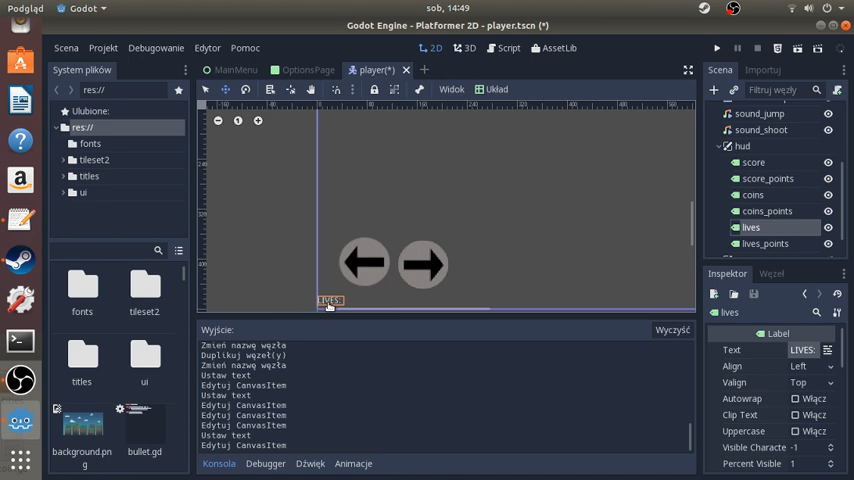 Podgląd Godot sob, 14:49
Godot Engine - Platformer 2D - player.tscn (*)
Scena Projekt Debugowanie Edytor Pomoc 2D 3D Script AssetLib
System plików
MainMenu OptionsPage player(*)
Scena Importuj
res://
Widok Układ
Filtruj węzły
Ulubione:
res://
fonts
tileset2
titles
ui
sound_jump
sound_shoot
hud
score
score_points
coins
coins_points
lives
lives_points
LIVES:
Inspektor Węzeł
lives
Label
Text LIVES:
Align Left
Valign Top
Autowrap Włącz
Clip Text Włącz
Uppercase Włącz
Visible Characte -1
Percent Visible 1
fonts tileset2
titles ui
background.pn
g
bullet.gd
Wyjście: Wyczyść
Zmień nazwę węzła
Duplikuj węzeł(y)
Zmień nazwę węzła
Ustaw text
Edytuj CanvasItem
Ustaw text
Edytuj CanvasItem
Edytuj CanvasItem
Edytuj CanvasItem
Ustaw text
Edytuj CanvasItem
Konsola Debugger Dźwięk Animacje